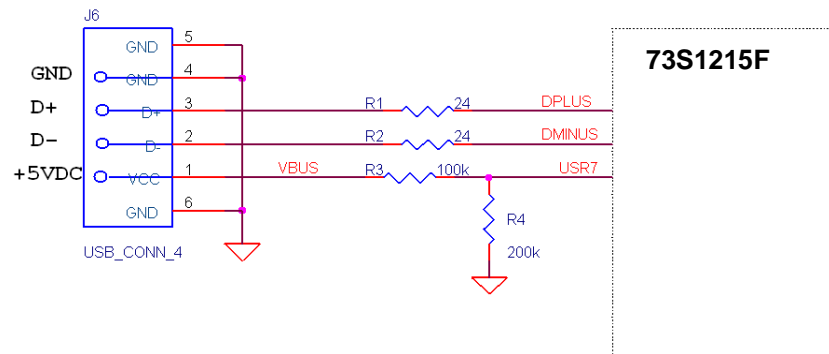 J6
73S1215F
GND 5
GND GND 4
D+ D+ 3 R1 24 DPLUS
D- D- 2 R2 24 DMINUS
+5VDC VCC 1 VBUS R3 100k USR7
GND 6
R4
200k
USB_CONN_4